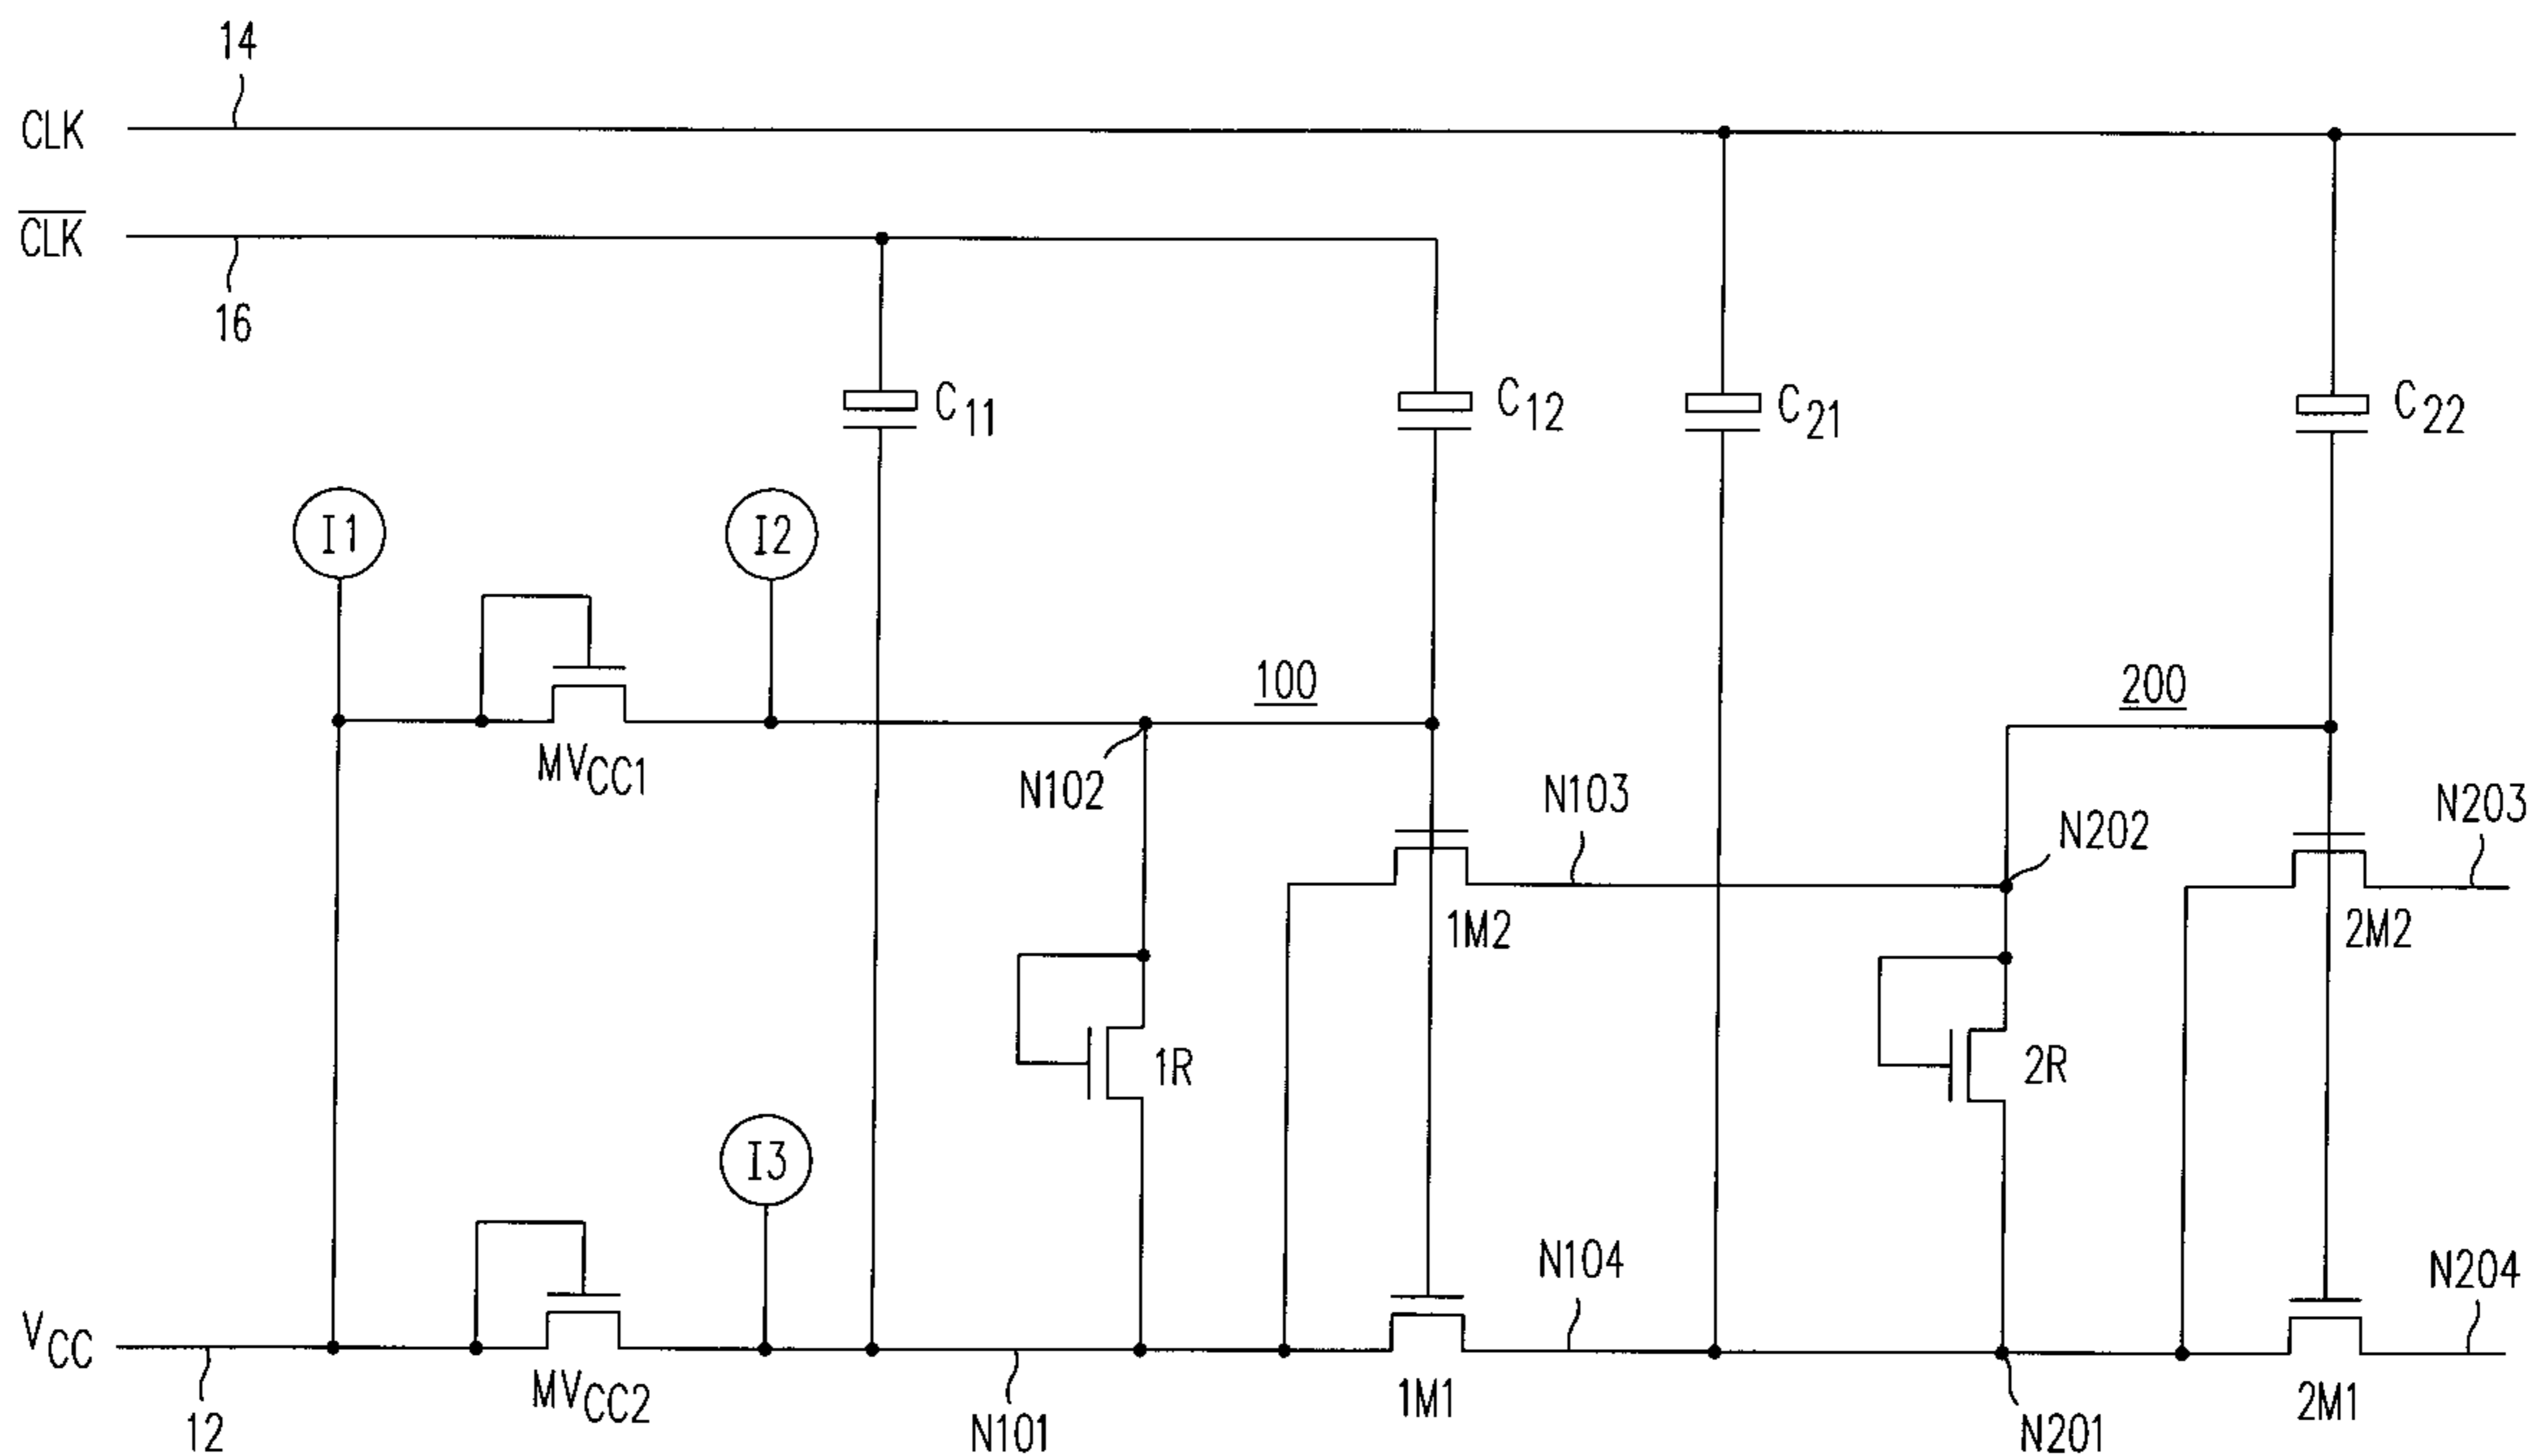 14
CLK
C̅L̅K̅
16
C11
C12
C21
C22
I1
I2
100
200
MVCC1
N102
N103
N202
N203
1M2
2M2
1R
2R
I3
N104
N204
VCC
12
MVCC2
N101
1M1
N201
2M1